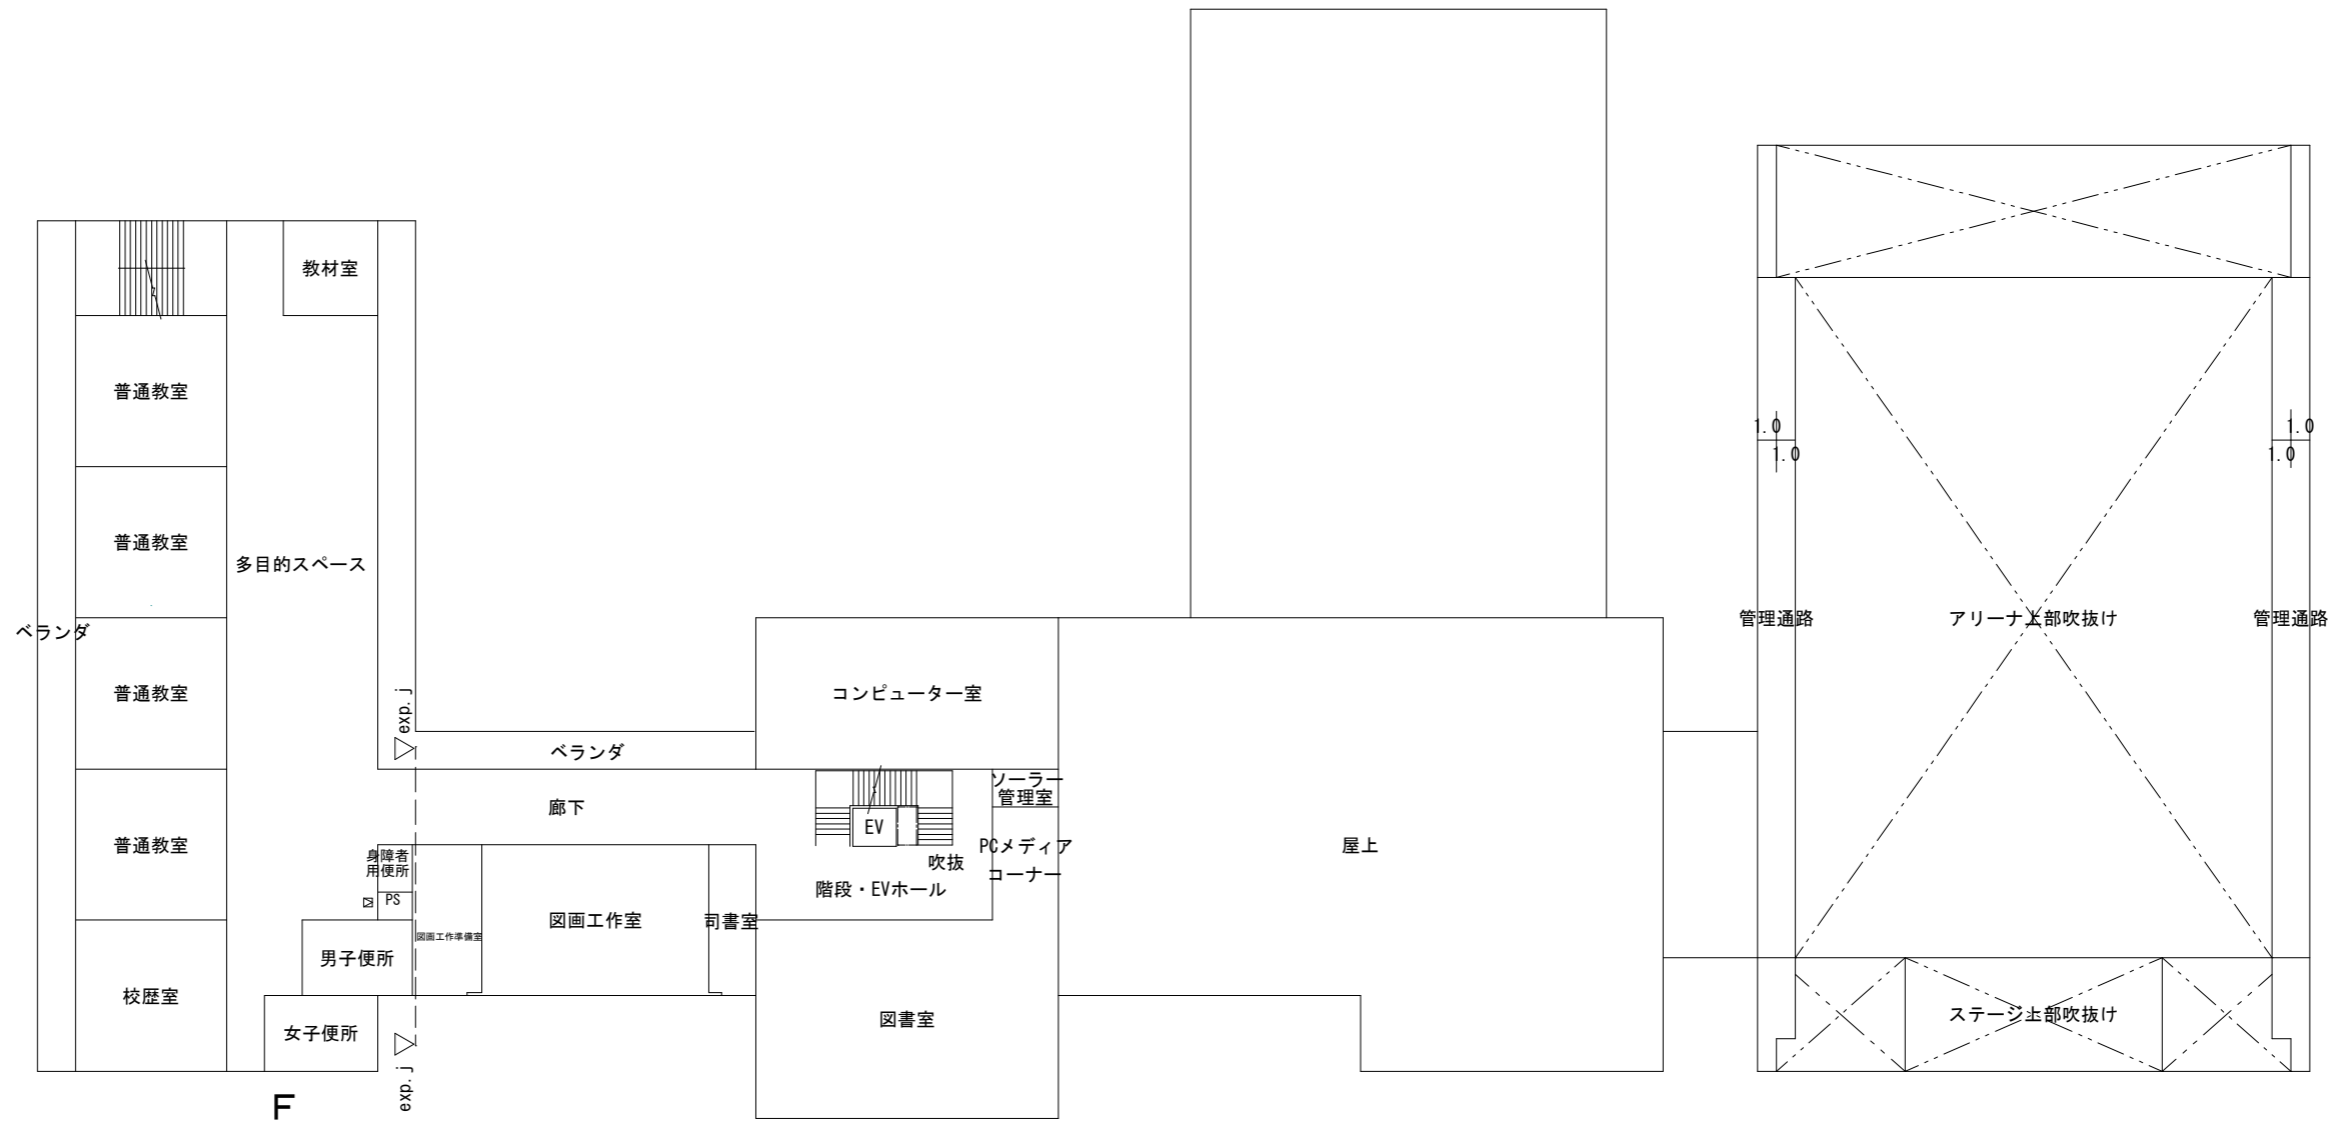 教材室
普通教室
1.0
1.0
1.0
1.0
普通教室
多目的スペース
ベランダ
管理通路
アリーナ上部吹抜け
管理通路
普通教室
コンピューター室
exp.j
ベランダ
ソーラー
管理室
廊下
EV
普通教室
身障者
用便所
吹抜
PCメディア
コーナー
屋上
階段・EVホール
PS
図画工作室
司書室
図画工作準備室
男子便所
校歴室
図書室
ステージ上部吹抜け
女子便所
exp.j
F